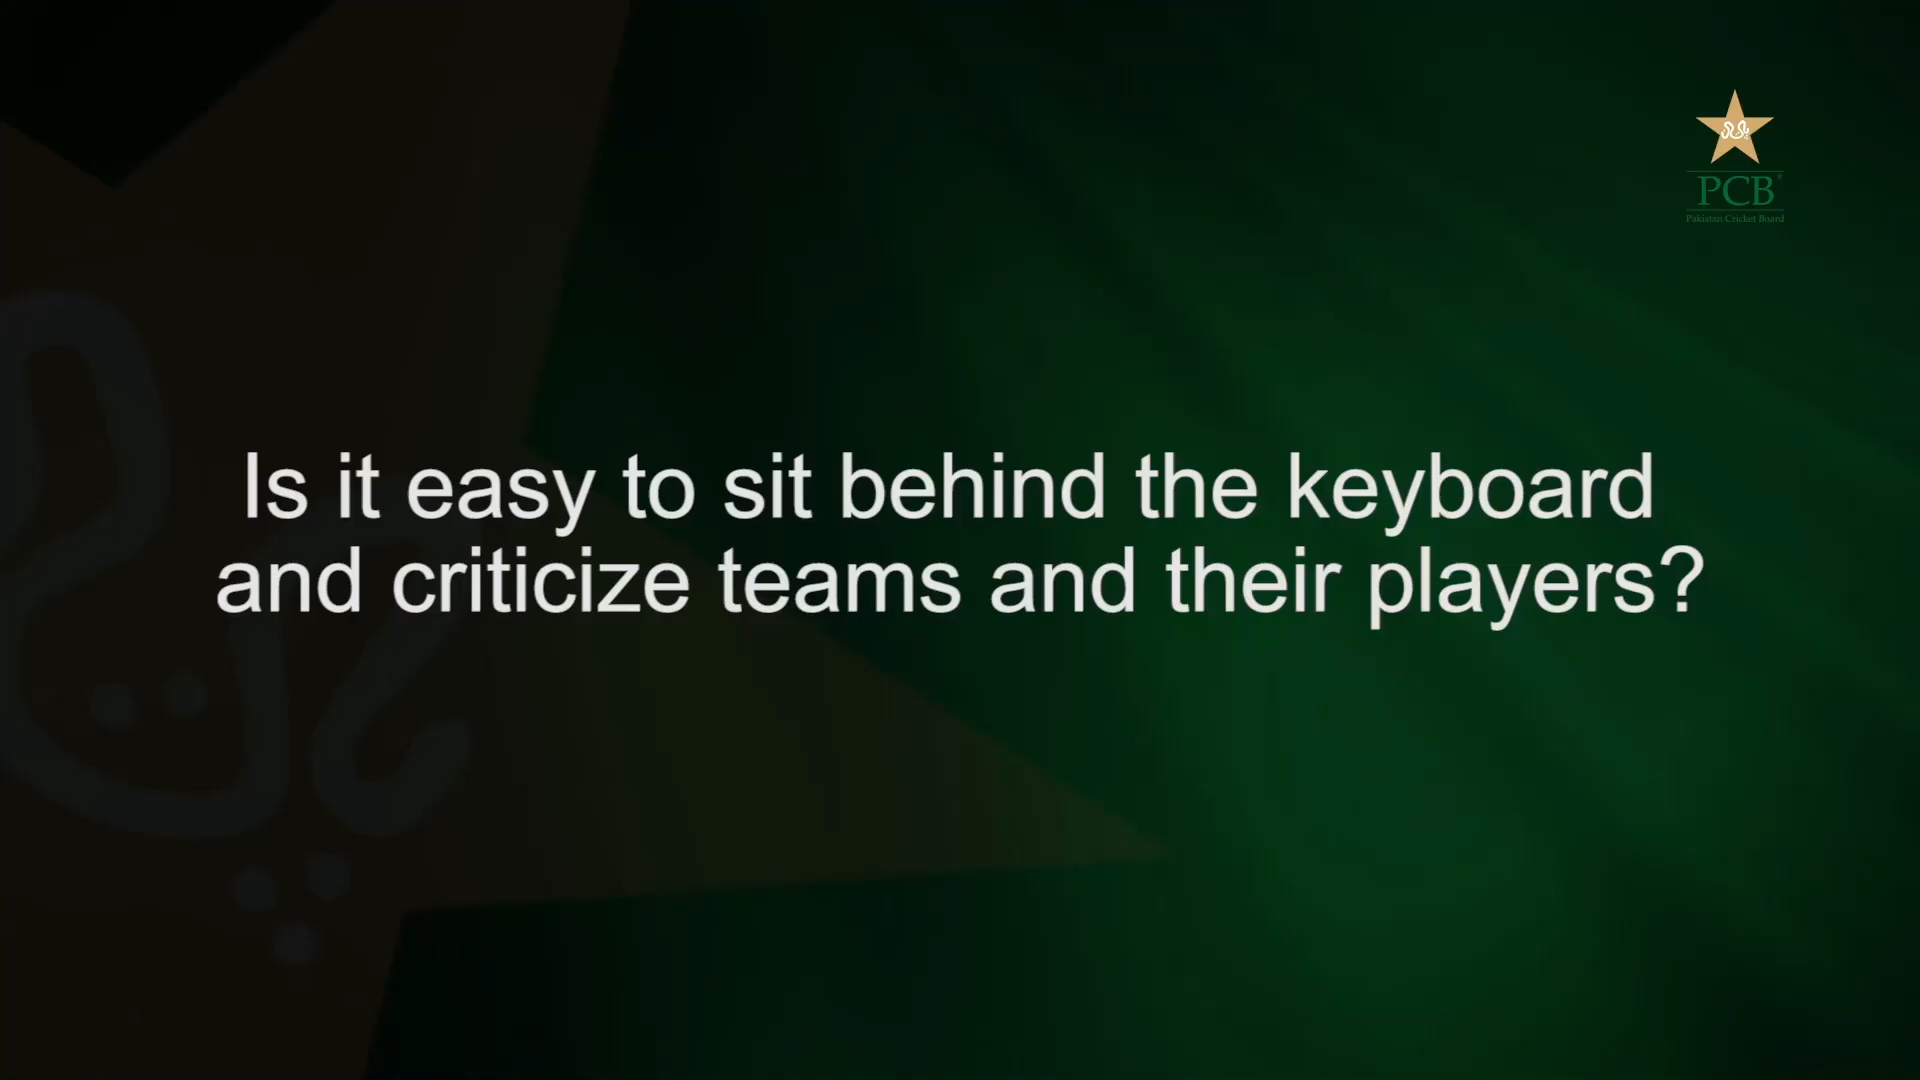 PCB
Pakistan Cricket Board
Is it easy to sit behind the keyboard
and criticize teams and their players?